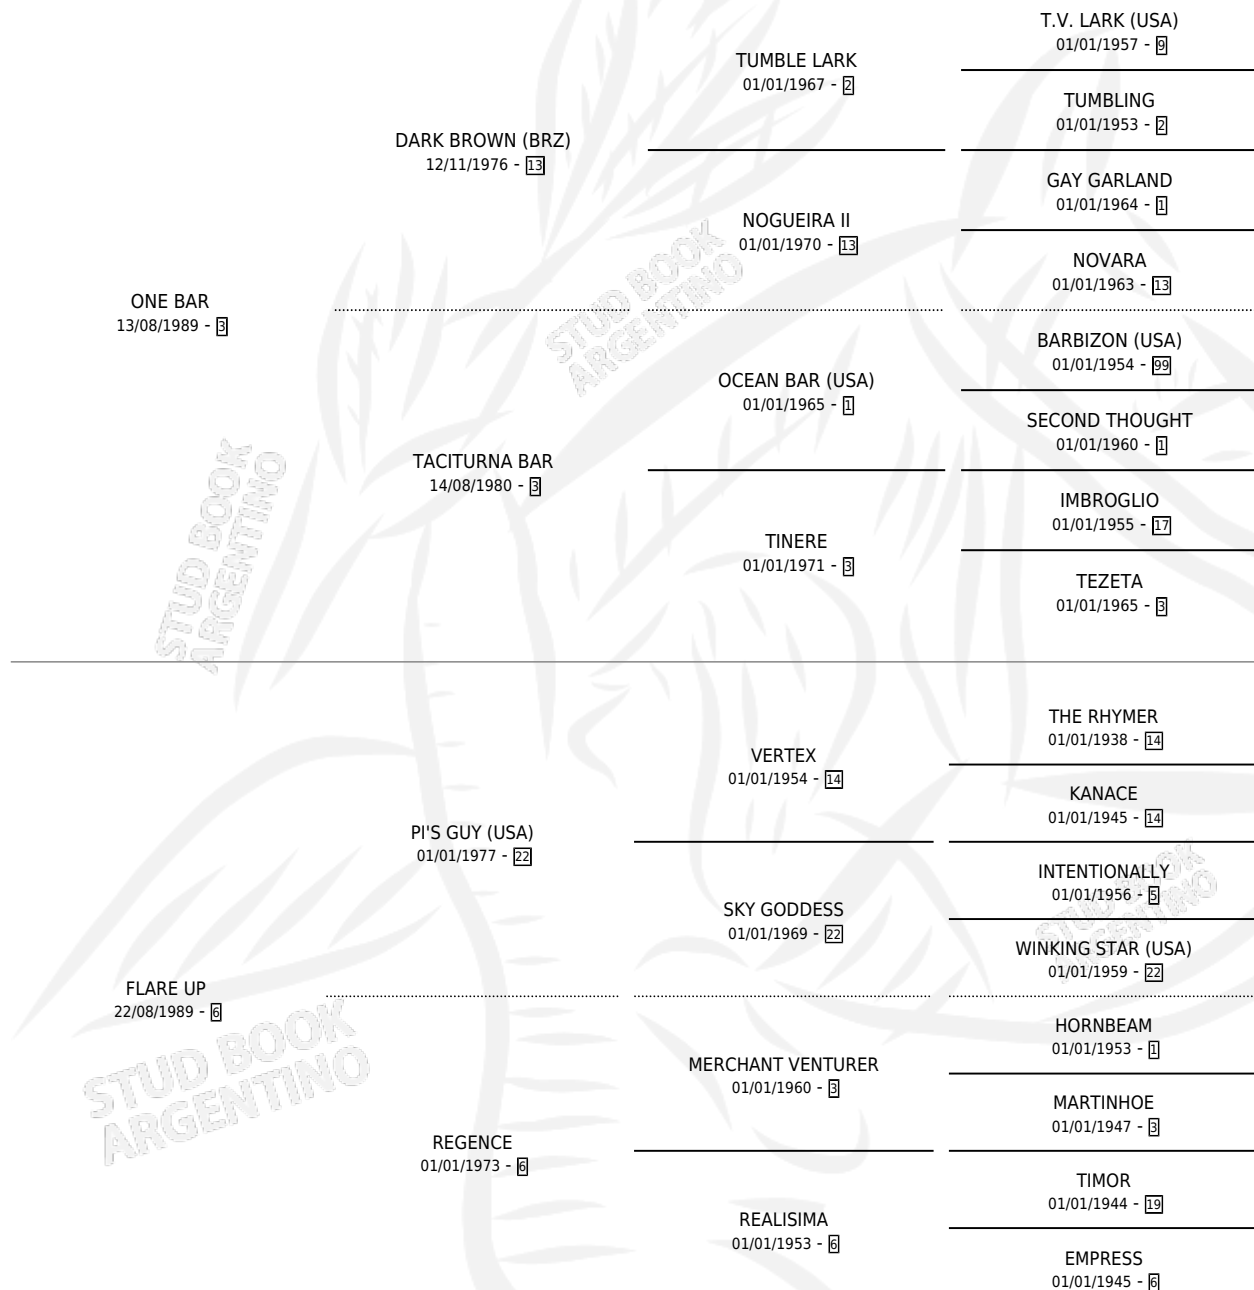 T.V. LARK (USA)
01/01/1957 - 9
TUMBLE LARK
01/01/1967 - 2
TUMBLING
01/01/1953 - 2
DARK BROWN (BRZ)
12/11/1976 - 13
GAY GARLAND
01/01/1964 - 1
NOGUEIRA II
01/01/1970 - 13
NOVARA
01/01/1963 - 13
ONE BAR
13/08/1989 - 3
STUD BOOK
ARGENTINO
BARBIZON (USA)
01/01/1954 - 99
OCEAN BAR (USA)
01/01/1965 - 1
SECOND THOUGHT
01/01/1960 - 1
TACITURNA BAR
14/08/1980 - 3
IMBROGLIO
01/01/1955 - 17
TINERE
01/01/1971 - 3
TEZETA
01/01/1965 - 3
STUD BOOK
ARGENTINO
THE RHYMER
01/01/1938 - 14
VERTEX
01/01/1954 - 14
KANACE
01/01/1945 - 14
PI'S GUY (USA)
01/01/1977 - 22
INTENTIONALLY
01/01/1956 - 5
SKY GODDESS
01/01/1969 - 22
STUD BOOK
ARGENTINO
WINKING STAR (USA)
01/01/1959 - 22
FLARE UP
22/08/1989 - 6
HORNBEAM
01/01/1953 - 1
MERCHANT VENTURER
01/01/1960 - 3
STUD BOOK
ARGENTINO
MARTINHOE
01/01/1947 - 3
REGENCE
01/01/1973 - 6
TIMOR
01/01/1944 - 19
REALISIMA
01/01/1953 - 6
EMPRESS
01/01/1945 - 6